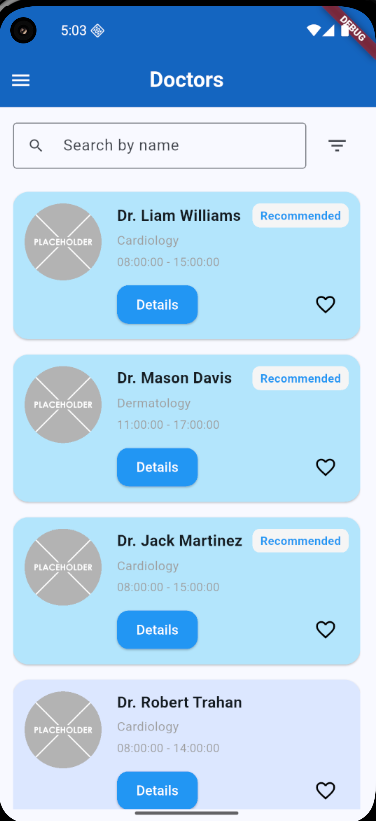 5:03
DEBUG
Doctors
Search by name
PLACEHOLDER
Dr. Liam Williams
Recommended
Cardiology
08:00:00 - 15:00:00
Details
PLACEHOLDER
Dr. Mason Davis
Recommended
Dermatology
11:00:00 - 17:00:00
Details
PLACEHOLDER
Dr. Jack Martinez
Recommended
Cardiology
08:00:00 - 15:00:00
Details
PLACEHOLDER
Dr. Robert Trahan
Cardiology
08:00:00 - 14:00:00
Details